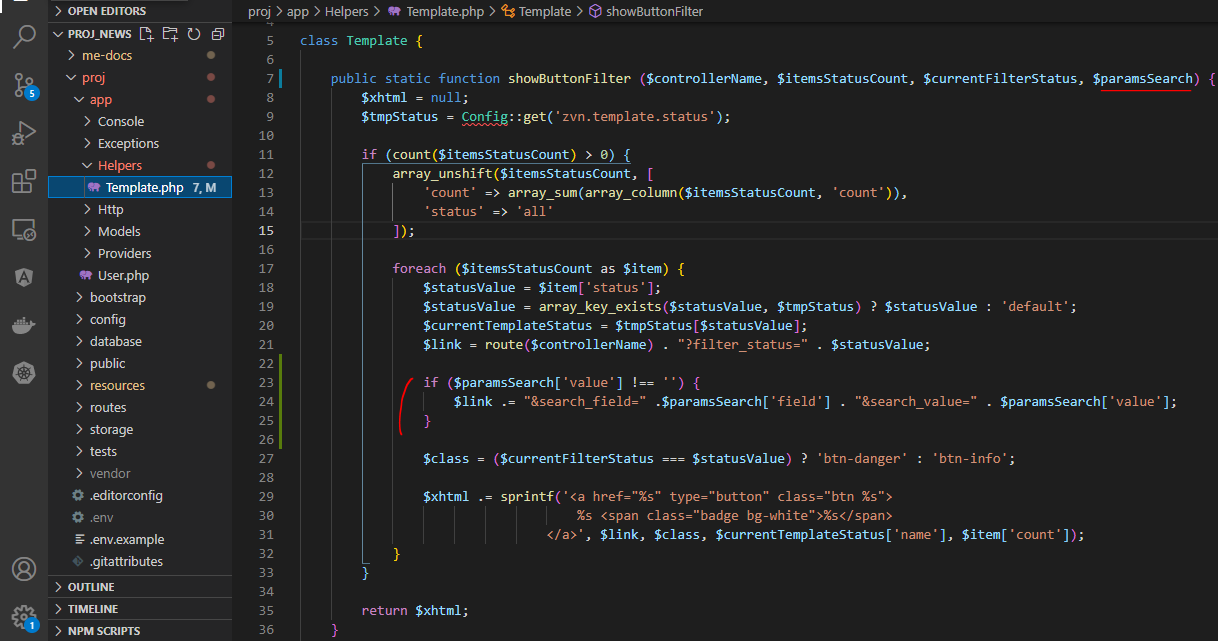 OPEN EDITORS
PROJ_NEWS
me-docs
proj
app
Console
Exceptions
Helpers
Template.php 7, M
Http
Models
Providers
User.php
bootstrap
config
database
public
resources
routes
storage
tests
vendor
.editorconfig
.env
.env.example
.gitattributes
OUTLINE
TIMELINE
NPM SCRIPTS
5
1
proj > app > Helpers > Template.php > Template > showButtonFilter
5 class Template {
6
7 public static function showButtonFilter ($controllerName, $itemsStatusCount, $currentFilterStatus, $paramsSearch) {
8 $xhtml = null;
9 $tmpStatus = Config::get('zvn.template.status');
10
11 if (count($itemsStatusCount) > 0) {
12 array_unshift($itemsStatusCount, [
13 'count' => array_sum(array_column($itemsStatusCount, 'count')),
14 'status' => 'all'
15 ]);
16
17 foreach ($itemsStatusCount as $item) {
18 $statusValue = $item['status'];
19 $statusValue = array_key_exists($statusValue, $tmpStatus) ? $statusValue : 'default';
20 $currentTemplateStatus = $tmpStatus[$statusValue];
21 $link = route($controllerName) . "?filter_status=" . $statusValue;
22
23 if ($paramsSearch['value'] !== '') {
24 $link .= "&search_field=" .$paramsSearch['field'] . "&search_value=" . $paramsSearch['value'];
25 }
26
27 $class = ($currentFilterStatus === $statusValue) ? 'btn-danger' : 'btn-info';
28
29 $xhtml .= sprintf('<a href="%s" type="button" class="btn %s">
30 %s <span class="badge bg-white">%s</span>
31 </a>', $link, $class, $currentTemplateStatus['name'], $item['count']);
32 }
33 }
34
35 return $xhtml;
36 }